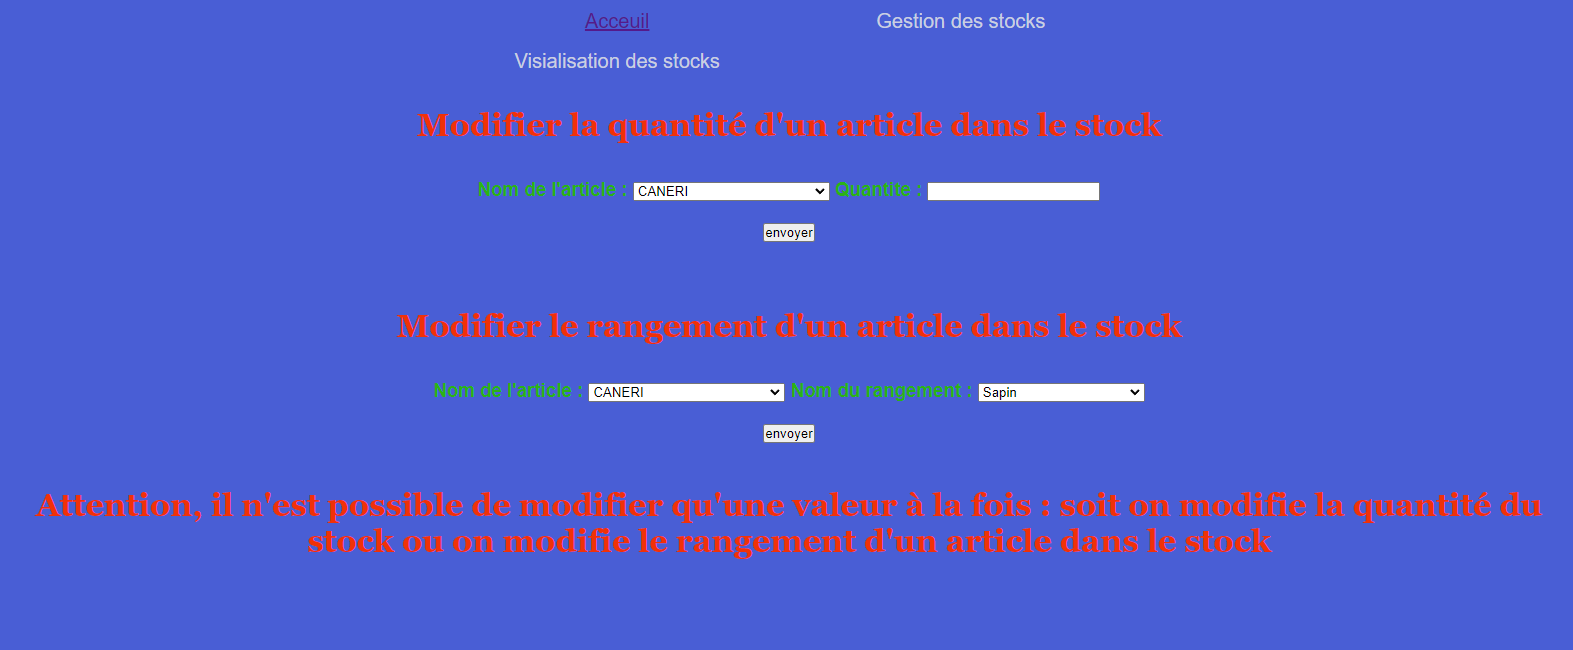 Acceuil Gestion des stocks
Visialisation des stocks
Modifier la quantité d'un article dans le stock
Nom de l'article : CANERI Quantite :
envoyer
Modifier le rangement d'un article dans le stock
Nom de l'article : CANERI Nom du rangement : Sapin
envoyer
Attention, il n'est possible de modifier qu'une valeur à la fois : soit on modifie la quantité du
stock ou on modifie le rangement d'un article dans le stock